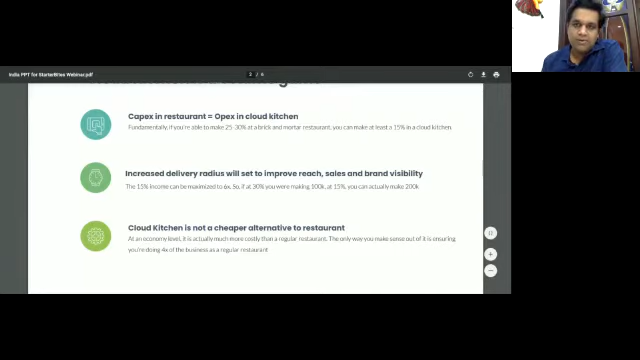 India PPT for StarterBlue Webinar.pdf
2 / 6
Capex in restaurant = Opex in cloud kitchen
Fundamentally, if you're able to make 25-30% at a brick and mortar restaurant, you can make at least a 15% in a cloud kitchen.
Increased delivery radius will set to improve reach, sales and brand visibility
The 15% income can be maximized to 6x. So, if at 30% you were making 100k, at 15%, you can actually make 200k
Cloud Kitchen is not a cheaper alternative to restaurant
At an economy level, it is actually much more costly than a regular restaurant. The only way you make sense out of it is ensuring
you're doing 4x of the business as a regular restaurant